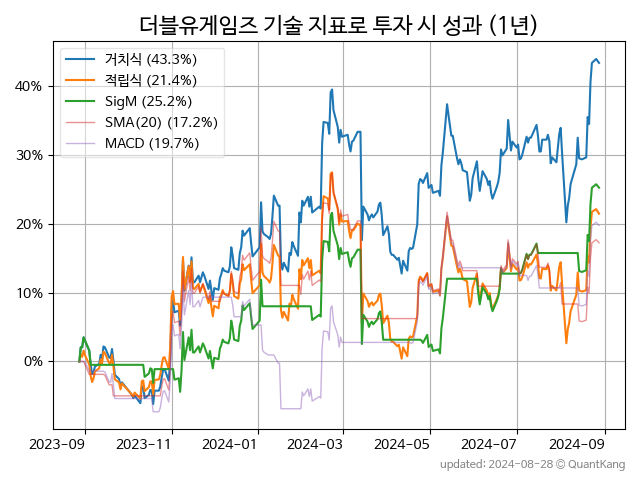 더블유게임즈 기술 지표로 투자 시 성과 (1년)
거치식 (43.3%)
적립식 (21.4%)
SigM (25.2%)
SMA(20) (17.2%)
MACD (19.7%)
40%
30%
20%
10%
0%
2023-09 2023-11 2024-01 2024-03 2024-05 2024-07 2024-09
updated: 2024-08-28 © QuantKang